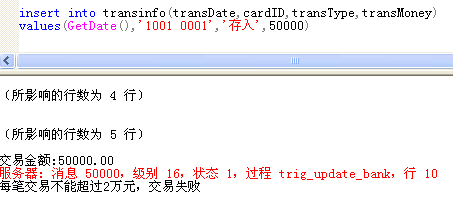 insert into transinfo(transDate,cardID,transType,transMoney)
values(GetDate(),'1001 0001','存入',50000)
(所影响的行数为 4 行)
(所影响的行数为 5 行)
交易金额:50000.00
服务器: 消息 50000，级别 16，状态 1，过程 trig_update_bank，行 10
每笔交易不能超过2万元，交易失败